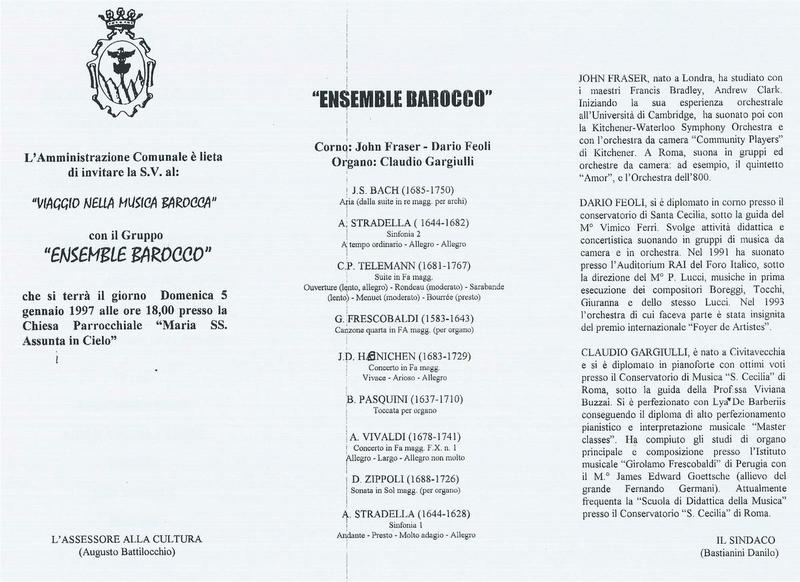 L'Amministrazione Comunale è lieta
di invitare la S.V. al:
"VIAGGIO NELLA MUSICA BAROCCA"
con il Gruppo
"ENSEMBLE BAROCCO"
che si terrà il giorno Domenica 5
gennaio 1997 alle ore 18,00 presso la
Chiesa Parrocchiale "Maria SS.
Assunta in Cielo"
L'ASSESSORE ALLA CULTURA
(Augusto Battilocchio)
"ENSEMBLE BAROCCO"
Corno: John Fraser - Dario Feoli
Organo: Claudio Gargiulli
J.S. BACH (1685-1750)
Aria (dalla suite in re magg. per archi)
A. STRADELLA ( 1644-1682)
Sinfonia 2
A tempo ordinario - Allegro - Allegro
C.P. TELEMANN (1681-1767)
Suite in Fa magg.
Ouverture (lento, allegro) - Rondeau (moderato) - Sarabande
(lento) - Menuet (moderato) - Bourrée (presto)
G. FRESCOBALDI (1583-1643)
Canzone quarta in FA magg. (per organo)
J.D. HEINICHEN (1683-1729)
Concerto in Fa magg.
Vivace - Arioso - Allegro
B. PASQUINI (1637-1710)
Toccata per organo
A. VIVALDI (1678-1741)
Concerto in Fa magg. F.X. n. 1
Allegro - Largo - Allegro non molto
D. ZIPPOLI (1688-1726)
Sonata in Sol magg. (per organo)
A. STRADELLA (1644-1628)
Sinfonia 1
Andante - Presto - Molto adagio - Allegro
JOHN FRASER, nato a Londra, ha studiato con
i maestri Francis Bradley, Andrew Clark.
Iniziando la sua esperienza orchestrale
all'Università di Cambridge, ha suonato poi con
la Kitchener-Waterloo Symphony Orchestra e
con l'orchestra da camera "Community Players"
di Kitchener. A Roma, suona in gruppi ed
orchestre da camera: ad esempio, il quintetto
"Amor", e l'Orchestra dell'800.
DARIO FEOLI, si è diplomato in corno presso il
conservatorio di Santa Cecilia, sotto la guida del
M° Vimico Ferri. Svolge attività didattica e
concertistica suonando in gruppi di musica da
camera e in orchestra. Nel 1991 ha suonato
presso l'Auditorium RAI del Foro Italico, sotto
la direzione del M° P. Lucci, musiche in prima
esecuzione dei compositori Boreggi, Tocchi,
Giuranna e dello stesso Lucci. Nel 1993
l'orchestra di cui faceva parte è stata insignita
del premio internazionale "Foyer de Artistes".
CLAUDIO GARGIULLI, è nato a Civitavecchia
e si è diplomato in pianoforte con ottimi voti
presso il Conservatorio di Musica "S. Cecilia" di
Roma, sotto la guida della Prof.ssa Viviana
Buzzai. Si è perfezionato con Lya De Barberiis
conseguendo il diploma di alto perfezionamento
pianistico e interpretazione musicale "Master
classes". Ha compiuto gli studi di organo
principale e composizione presso l'Istituto
musicale "Girolamo Frescobaldi" di Perugia con
il M.° James Edward Goettsche (allievo del
grande Fernando Germani). Attualmente
frequenta la "Scuola di Didattica della Musica"
presso il Conservatorio "S. Cecilia" di Roma.
IL SINDACO
(Bastianini Danilo)